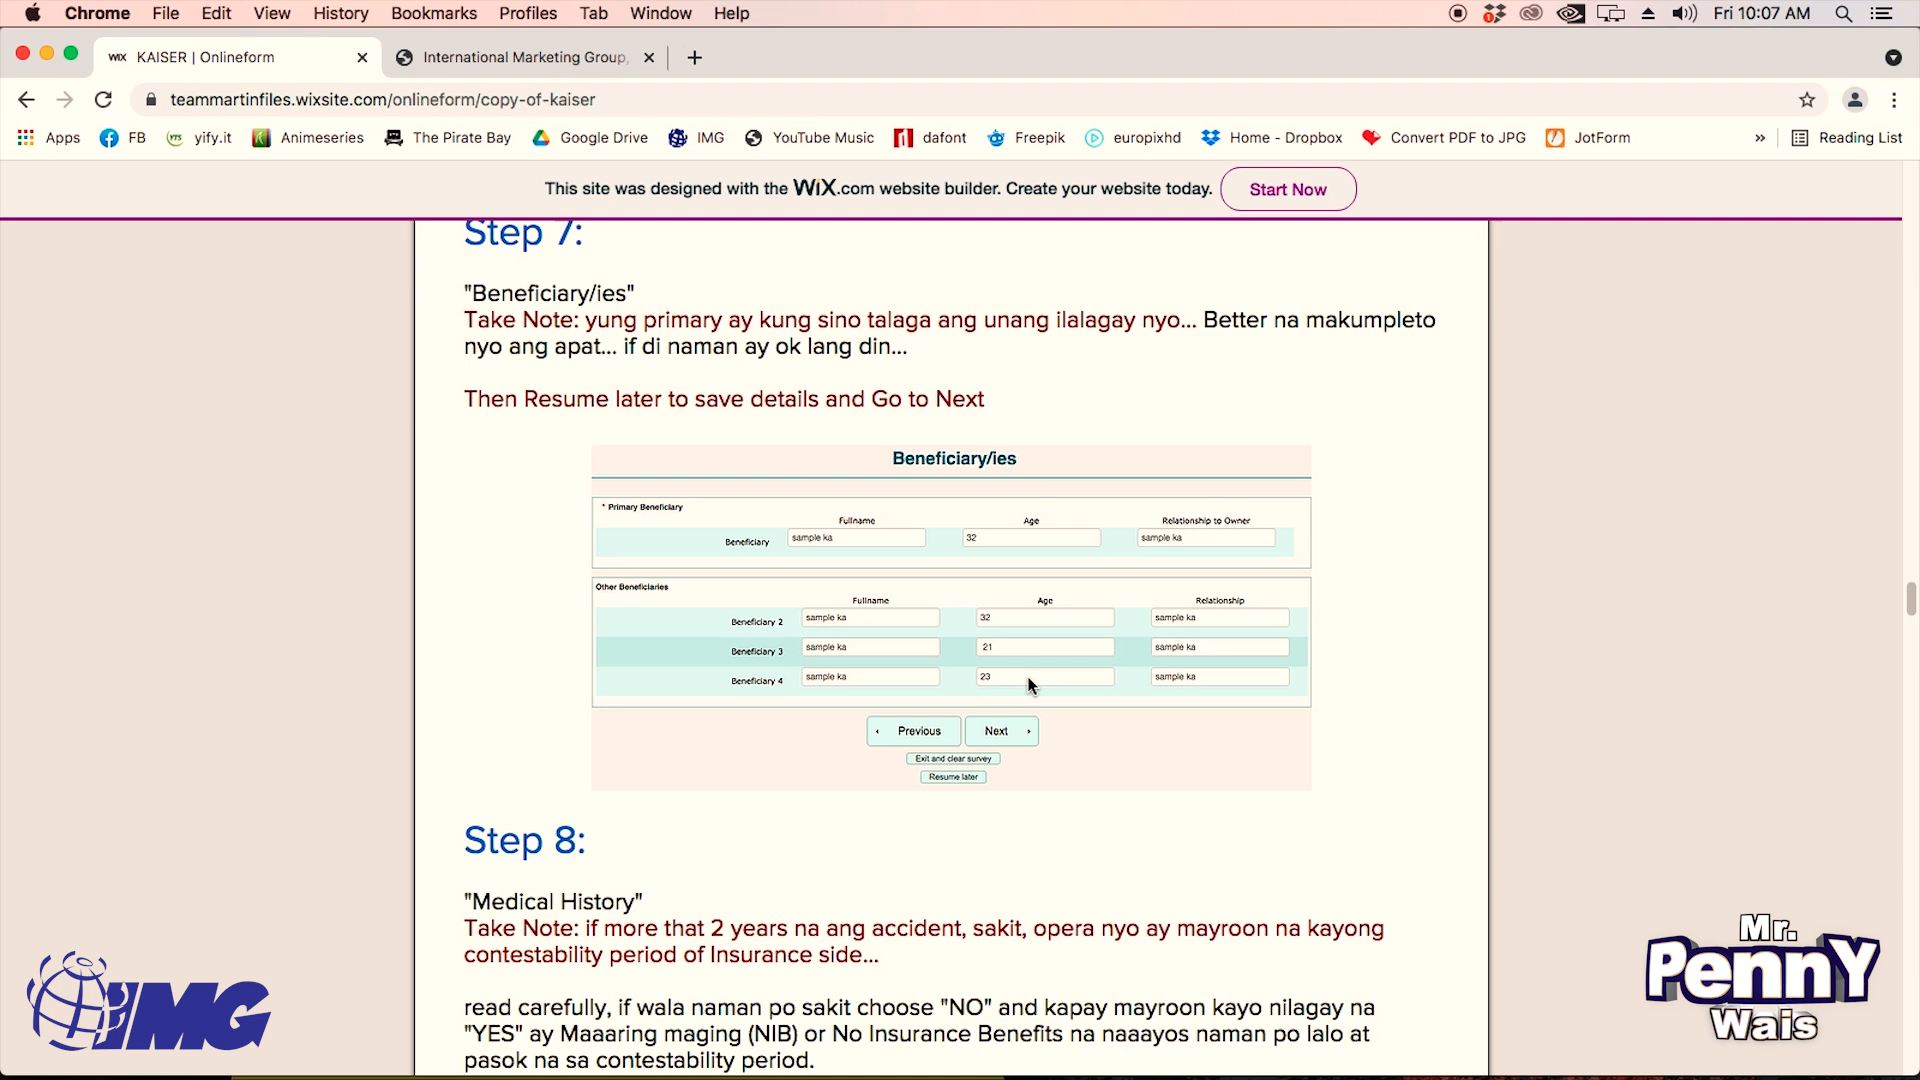 Chrome File Edit View History Bookmarks Profiles Tab Window Help
1
Fri 10:07 AM
WIX KAISER | Onlineform
International Marketing Group,
teammartinfiles.wixsite.com/onlineform/copy-of-kaiser
Apps FB YTS yify.it Animeseries The Pirate Bay Google Drive IMG YouTube Music dafont Freepik europixhd Home - Dropbox Convert PDF to JPG JotForm » Reading List
This site was designed with the WiX.com website builder. Create your website today. Start Now
Step 7:
"Beneficiary/ies"
Take Note: yung primary ay kung sino talaga ang unang ilalagay nyo... Better na makumpleto
nyo ang apat... if di naman ay ok lang din...
Then Resume later to save details and Go to Next
Beneficiary/ies
* Primary Beneficiary
Fullname Age Relationship to Owner
Beneficiary sample ka 32 sample ka
Other Beneficiaries
Fullname Age Relationship
Beneficiary 2 sample ka 32 sample ka
Beneficiary 3 sample ka 21 sample ka
Beneficiary 4 sample ka 23 sample ka
Previous Next
Exit and clear survey
Resume later
Step 8:
"Medical History"
Take Note: if more that 2 years na ang accident, sakit, opera nyo ay mayroon na kayong
contestability period of Insurance side...
read carefully, if wala naman po sakit choose "NO" and kapay mayroon kayo nilagay na
"YES" ay Maaaring maging (NIB) or No Insurance Benefits na naaayos naman po lalo at
pasok na sa contestability period.
IMG
Mr.
PennY
Wais